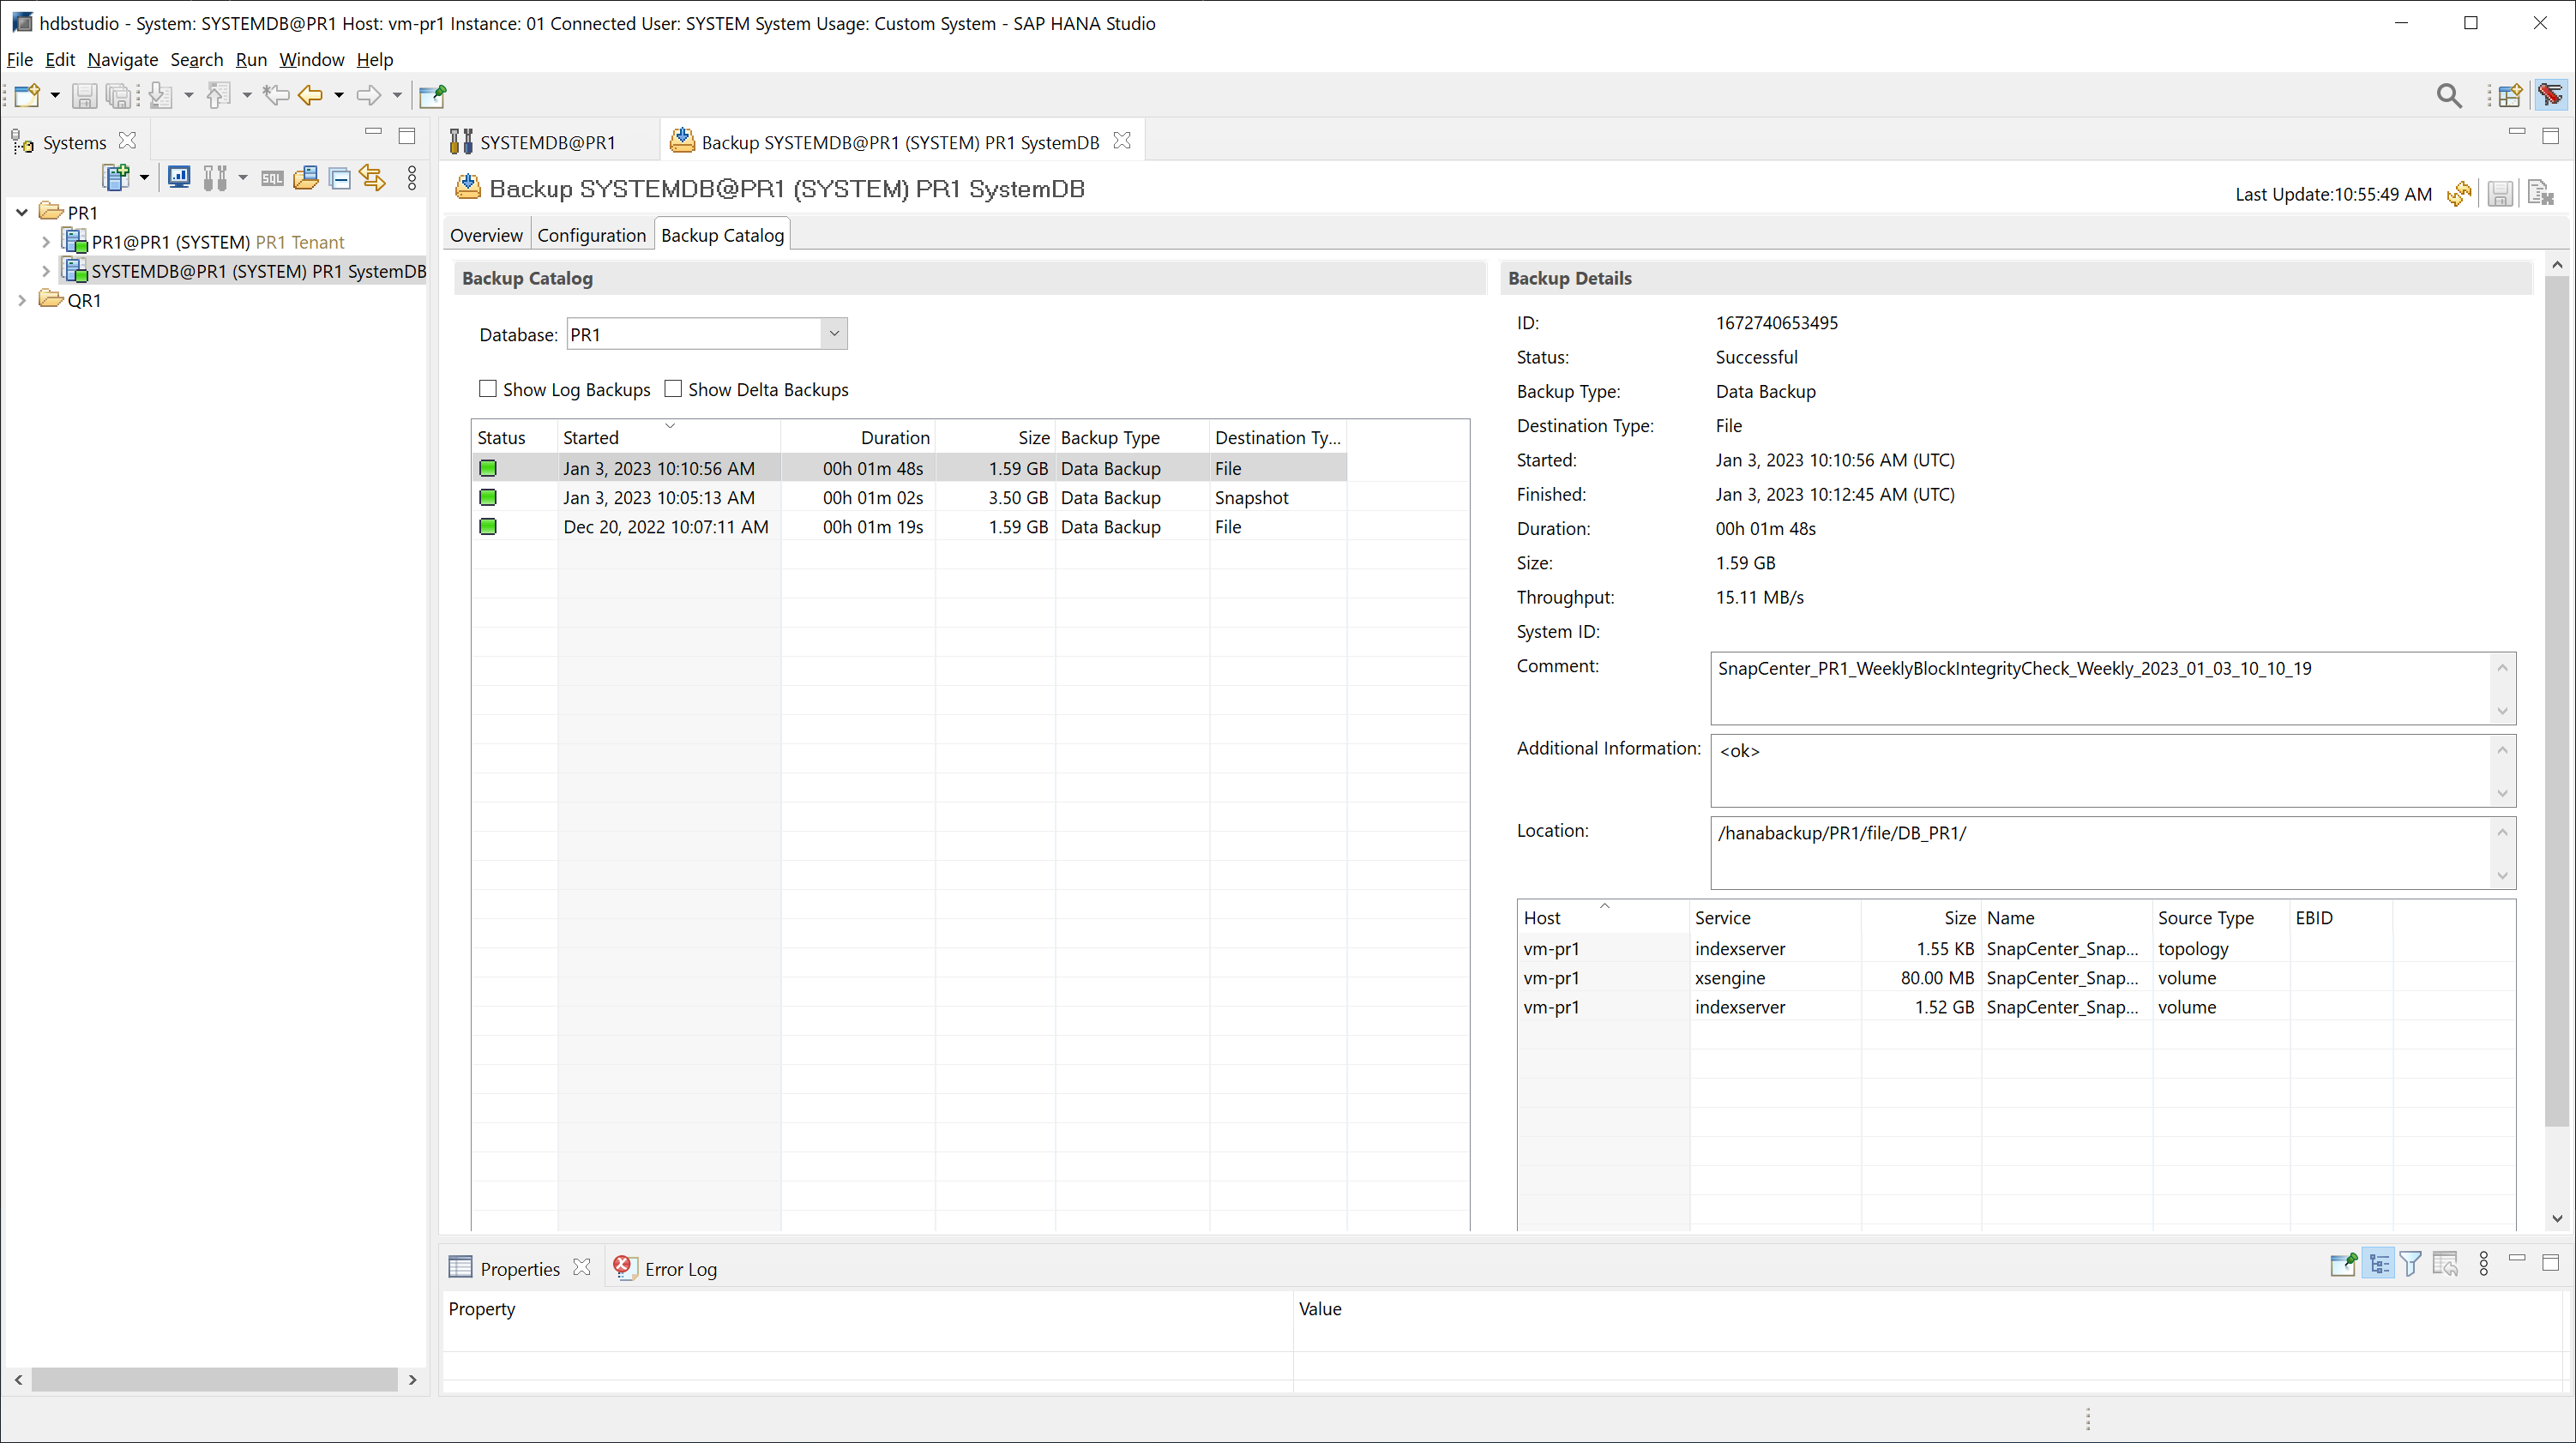 hdbstudio - System: SYSTEMDB@PR1 Host: vm-pr1 Instance: 01 Connected User: SYSTEM System Usage: Custom System - SAP HANA Studio
File Edit Navigate Search Run Window Help
Systems
SQL
PR1
PR1@PR1 (SYSTEM) PR1 Tenant
SYSTEMDB@PR1 (SYSTEM) PR1 SystemDB
QR1
SYSTEMDB@PR1
Backup SYSTEMDB@PR1 (SYSTEM) PR1 SystemDB
Backup SYSTEMDB@PR1 (SYSTEM) PR1 SystemDB
Last Update:10:55:49 AM
Overview Configuration Backup Catalog
Backup Catalog
Database: PR1
Show Log Backups Show Delta Backups
Status Started Duration Size Backup Type Destination Ty...
Jan 3, 2023 10:10:56 AM 00h 01m 48s 1.59 GB Data Backup File
Jan 3, 2023 10:05:13 AM 00h 01m 02s 3.50 GB Data Backup Snapshot
Dec 20, 2022 10:07:11 AM 00h 01m 19s 1.59 GB Data Backup File
Backup Details
ID: 1672740653495
Status: Successful
Backup Type: Data Backup
Destination Type: File
Started: Jan 3, 2023 10:10:56 AM (UTC)
Finished: Jan 3, 2023 10:12:45 AM (UTC)
Duration: 00h 01m 48s
Size: 1.59 GB
Throughput: 15.11 MB/s
System ID:
Comment: SnapCenter_PR1_WeeklyBlockIntegrityCheck_Weekly_2023_01_03_10_10_19
Additional Information: <ok>
Location: /hanabackup/PR1/file/DB_PR1/
Host Service Size Name Source Type EBID
vm-pr1 indexserver 1.55 KB SnapCenter_Snap... topology
vm-pr1 xsengine 80.00 MB SnapCenter_Snap... volume
vm-pr1 indexserver 1.52 GB SnapCenter_Snap... volume
Properties Error Log
Property Value